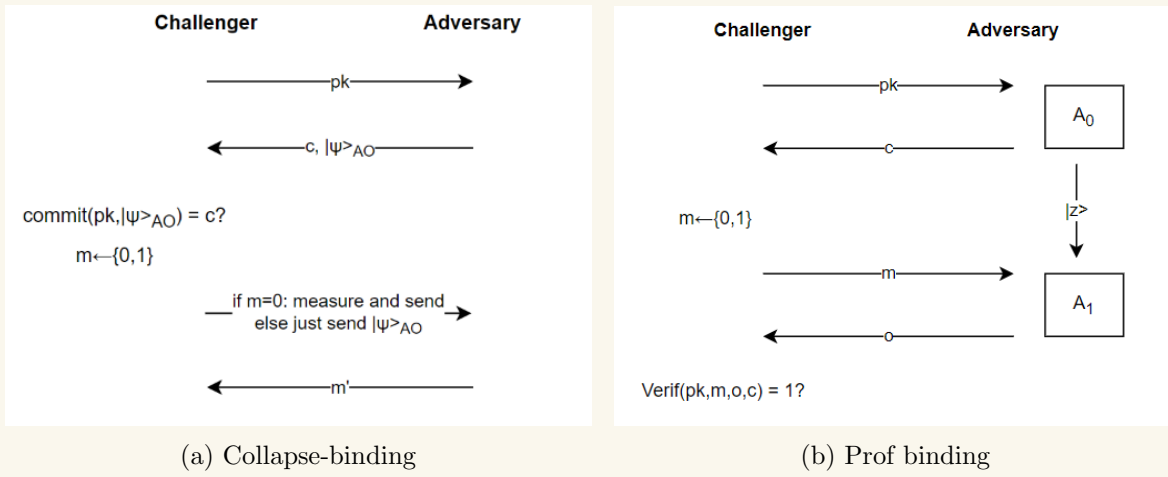 Challenger Adversary
pk
c, |ψ>AO
commit(pk,|ψ>AO) = c?
m←{0,1}
if m=0: measure and send
else just send |ψ>AO
m'
(a) Collapse-binding
Challenger Adversary
pk
A0
c
|z>
m←{0,1}
m
A1
o
Verif(pk,m,o,c) = 1?
(b) Prof binding